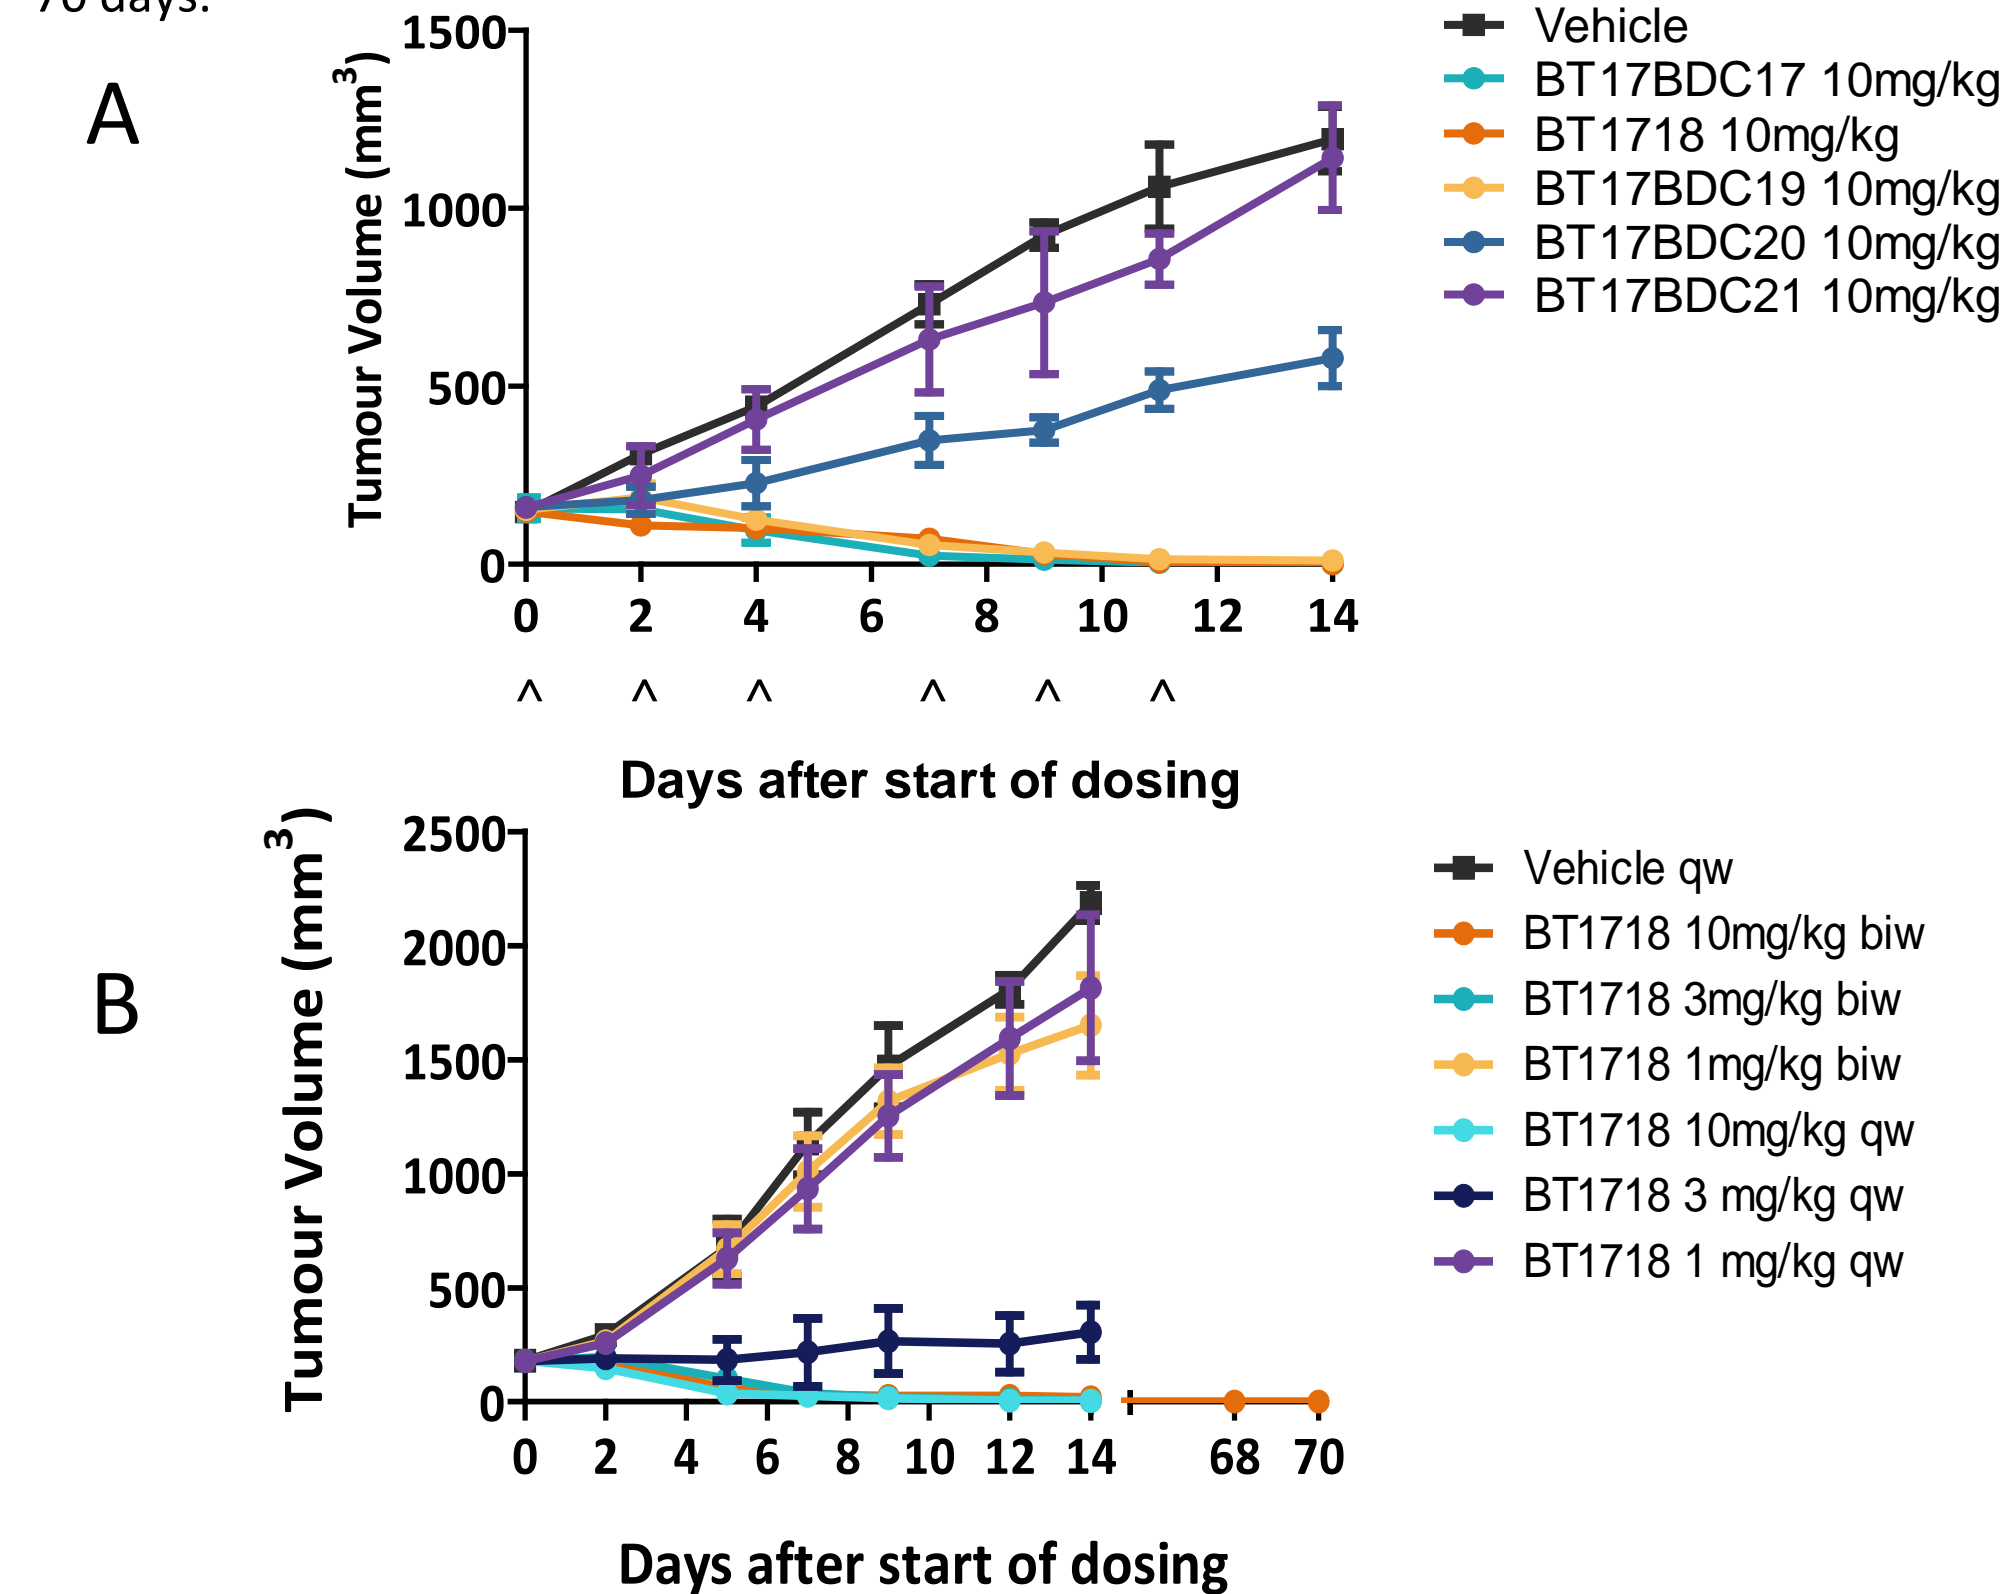 70 days.
A
Tumour Volume (mm³)
1500
1000
500
0
0 2 4 6 8 10 12 14
^ ^ ^ ^ ^ ^
Days after start of dosing
Vehicle
BT17BDC17 10mg/kg
BT1718 10mg/kg
BT17BDC19 10mg/kg
BT17BDC20 10mg/kg
BT17BDC21 10mg/kg
B
Tumour Volume (mm³)
2500
2000
1500
1000
500
0
0 2 4 6 8 10 12 14 68 70
Days after start of dosing
Vehicle qw
BT1718 10mg/kg biw
BT1718 3mg/kg biw
BT1718 1mg/kg biw
BT1718 10mg/kg qw
BT1718 3 mg/kg qw
BT1718 1 mg/kg qw